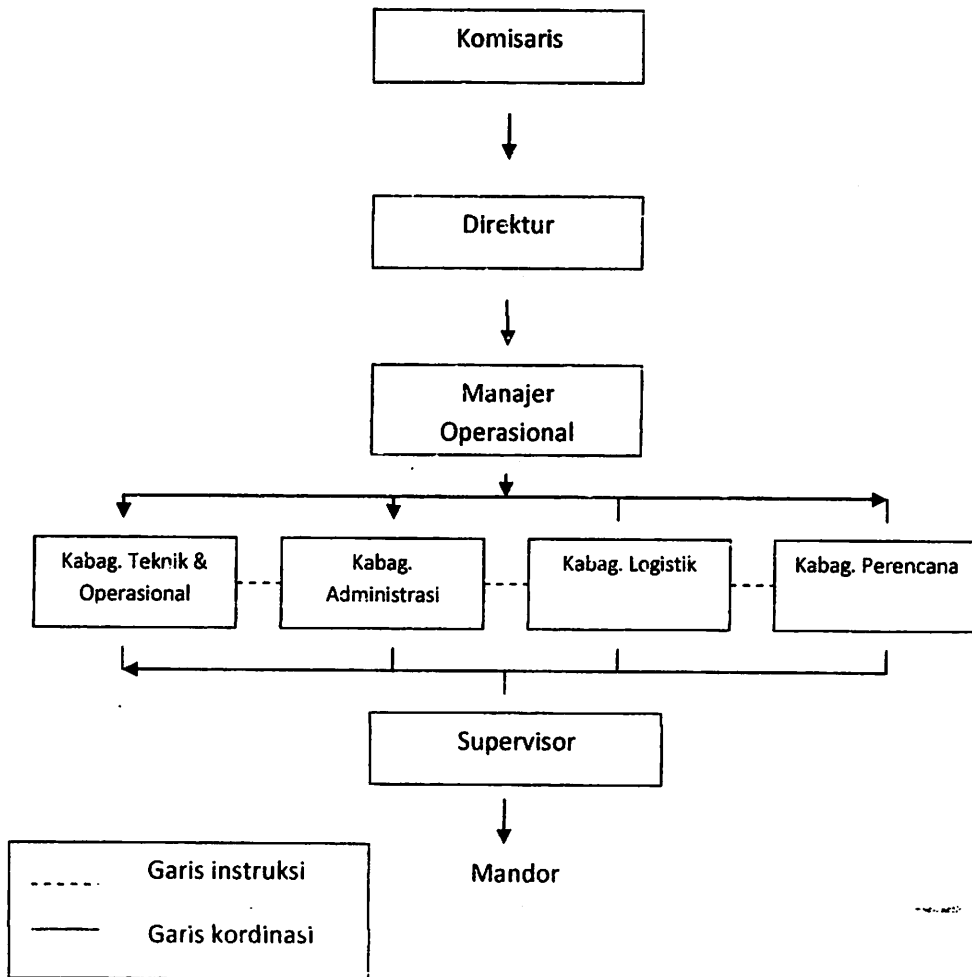 Komisaris
Direktur
Manajer
Operasional
Kabag. Teknik &
Operasional
Kabag.
Administrasi
Kabag. Logistik
Kabag. Perencana
Supervisor
Mandor
Garis instruksi
Garis kordinasi